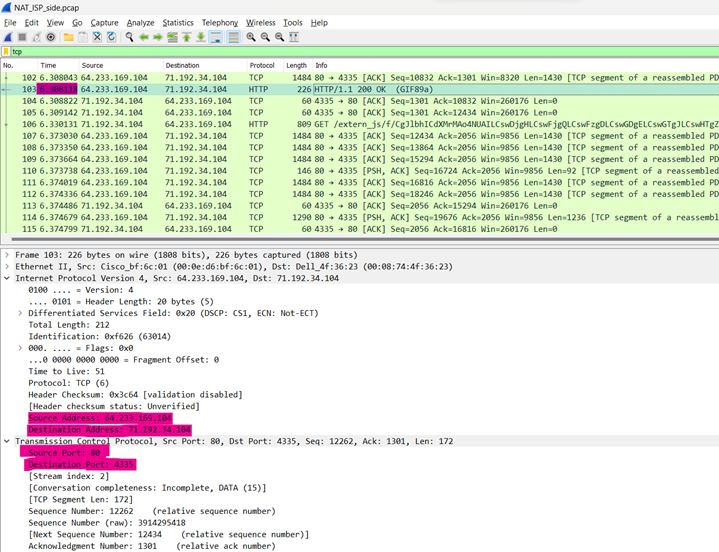 NAT_ISP_side.pcap
File Edit View Go Capture Analyze Statistics Telephony Wireless Tools Help
tcp
No. Time Source Destination Protocol Length Info
102 6.308043 64.233.169.104 71.192.34.104 TCP 1484 80 → 4335 [ACK] Seq=10832 Ack=1301 Win=8320 Len=1430 [TCP segment of a reassembled PD
103 6.308118 64.233.169.104 71.192.34.104 HTTP 226 HTTP/1.1 200 OK (GIF89a)
104 6.308822 71.192.34.104 64.233.169.104 TCP 60 4335 → 80 [ACK] Seq=1301 Ack=10832 Win=260176 Len=0
105 6.309142 71.192.34.104 64.233.169.104 TCP 60 4335 → 80 [ACK] Seq=1301 Ack=12434 Win=260176 Len=0
106 6.330131 71.192.34.104 64.233.169.104 HTTP 809 GET
107 6.373030 64.233.169.104 71.192.34.104 TCP 1484 80 → 4335 [ACK] Seq=12434 Ack=2056 Win=9856 Len=1430 [TCP segment of a reassembled PD
108 6.373350 64.233.169.104 71.192.34.104 TCP 1484 80 → 4335 [ACK] Seq=13864 Ack=2056 Win=9856 Len=1430 [TCP segment of a reassembled PD
109 6.373664 64.233.169.104 71.192.34.104 TCP 1484 80 → 4335 [ACK] Seq=15294 Ack=2056 Win=9856 Len=1430 [TCP segment of a reassembled PD
110 6.373738 64.233.169.104 71.192.34.104 TCP 146 80 → 4335 [PSH, ACK] Seq=16724 Ack=2056 Win=9856 Len=92 [TCP segment of a reassembled
111 6.374019 64.233.169.104 71.192.34.104 TCP 1484 80 → 4335 [ACK] Seq=16816 Ack=2056 Win=9856 Len=1430 [TCP segment of a reassembled PD
112 6.374336 64.233.169.104 71.192.34.104 TCP 1484 80 → 4335 [ACK] Seq=18246 Ack=2056 Win=9856 Len=1430 [TCP segment of a reassembled PD
113 6.374486 71.192.34.104 64.233.169.104 TCP 60 4335 → 80 [ACK] Seq=2056 Ack=15294 Win=260176 Len=0
114 6.374679 64.233.169.104 71.192.34.104 TCP 1290 80 → 4335 [PSH, ACK] Seq=19676 Ack=2056 Win=9856 Len=1236 [TCP segment of a reassembl
115 6.374799 71.192.34.104 64.233.169.104 TCP 60 4335 → 80 [ACK] Seq=2056 Ack=16816 Win=260176 Len=0
Frame 103: 226 bytes on wire (1808 bits), 226 bytes captured (1808 bits)
Ethernet II, Src: Cisco_bf:6c:01 (00:0e:d6:bf:6c:01), Dst: Dell_4f:36:23 (00:08:74:4f:36:23)
Internet Protocol Version 4, Src: 64.233.169.104, Dst: 71.192.34.104
0100 .... = Version: 4
.... 0101 = Header Length: 20 bytes (5)
Differentiated Services Field: 0x20 (DSCP: CS1, ECN: Not-ECT)
Total Length: 212
Identification: 0xf626 (63014)
000. .... = Flags: 0x0
...0 0000 0000 0000 = Fragment Offset: 0
Time to Live: 51
Protocol: TCP (6)
Header Checksum: 0x3c64 [validation disabled]
[Header checksum status: Unverified]
Source Address: 64.233.169.104
Destination Address: 71.192.34.104
Transmission Control Protocol, Src Port: 80, Dst Port: 4335, Seq: 12262, Ack: 1301, Len: 172
Source Port: 80
Destination Port: 4335
[Stream index: 2]
[Conversation completeness: Incomplete, DATA (15)]
[TCP Segment Len: 172]
Sequence Number: 12262 (relative sequence number)
Sequence Number (raw): 3914295418
[Next Sequence Number: 12434 (relative sequence number)]
Acknowledgment Number: 1301 (relative ack number)